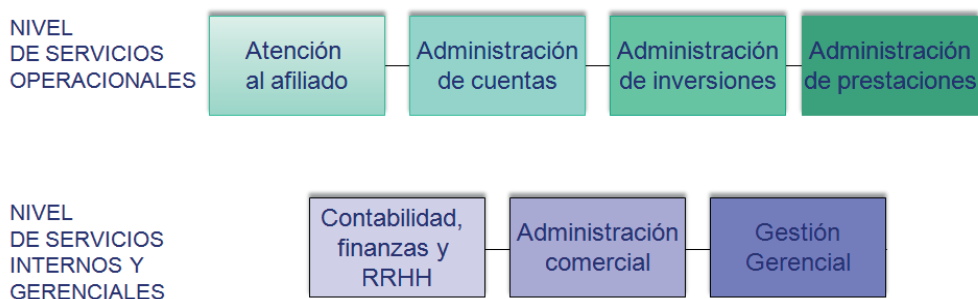 NIVEL
DE SERVICIOS
OPERACIONALES
Atención
al afiliado
Administración
de cuentas
Administración
de inversiones
Administración
de prestaciones
NIVEL
DE SERVICIOS
INTERNOS Y
GERENCIALES
Contabilidad,
finanzas y
RRHH
Administración
comercial
Gestión
Gerencial